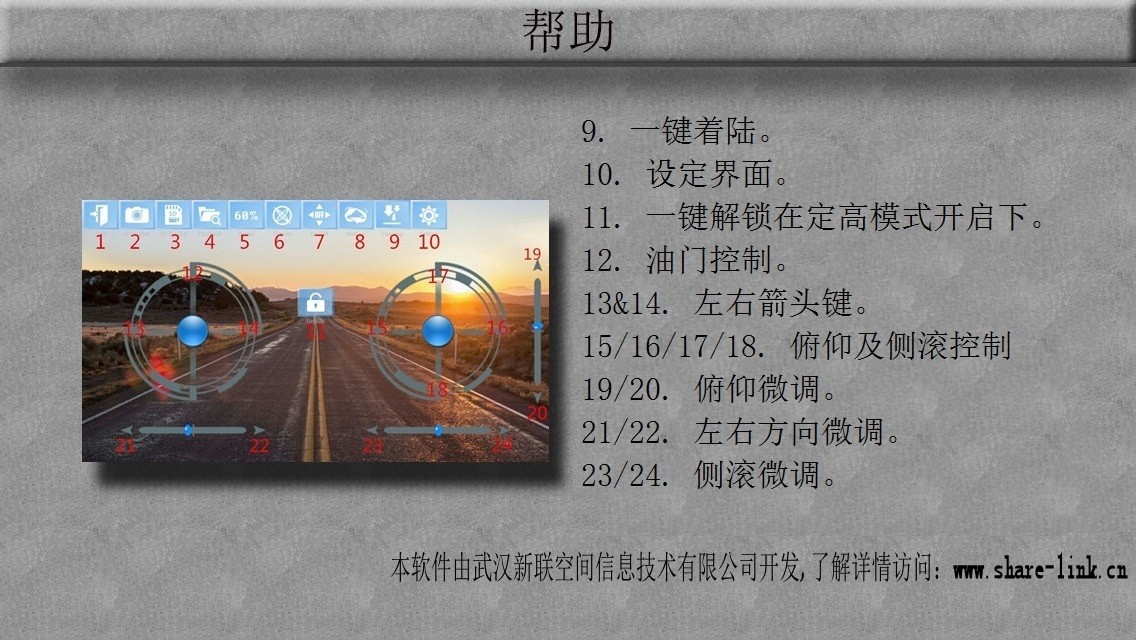 帮助
9. 一键着陆。
10. 设定界面。
11. 一键解锁在定高模式开启下。
12. 油门控制。
13&14. 左右箭头键。
15/16/17/18. 俯仰及侧滚控制
19/20. 俯仰微调。
21/22. 左右方向微调。
23/24. 侧滚微调。
60%
OFF
1 2 3 4 5 6 7 8 9 10
19
12 17
13 14 11 15 16
18
20
21 22 23 24
本软件由武汉新联空间信息技术有限公司开发,了解详情访问: www.share-link.cn